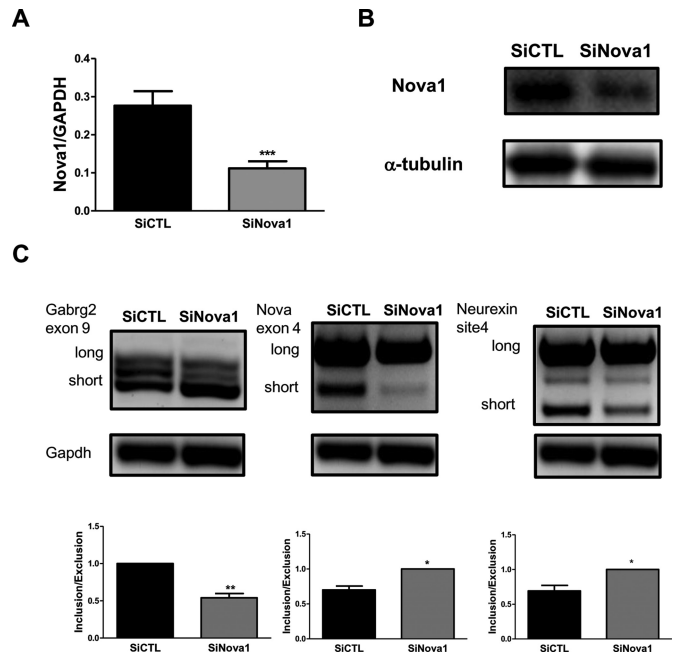 A
Nova1/GAPDH
0.4
0.3
0.2
0.1
0.0
***
SiCTL SiNova1
B
SiCTL SiNova1
Nova1
α-tubulin
C
Gabrg2
exon 9
SiCTL SiNova1
long
short
Nova
exon 4
SiCTL SiNova1
long
short
Neurexin
site4
SiCTL SiNova1
long
short
Gapdh
Inclusion/Exclusion
1.5
1.0
0.5
0.0
**
SiCTL SiNova1
Inclusion/Exclusion
1.5
1.0
0.5
0.0
*
SiCTL SiNova1
Inclusion/Exclusion
1.5
1.0
0.5
0.0
*
SiCTL SiNova1